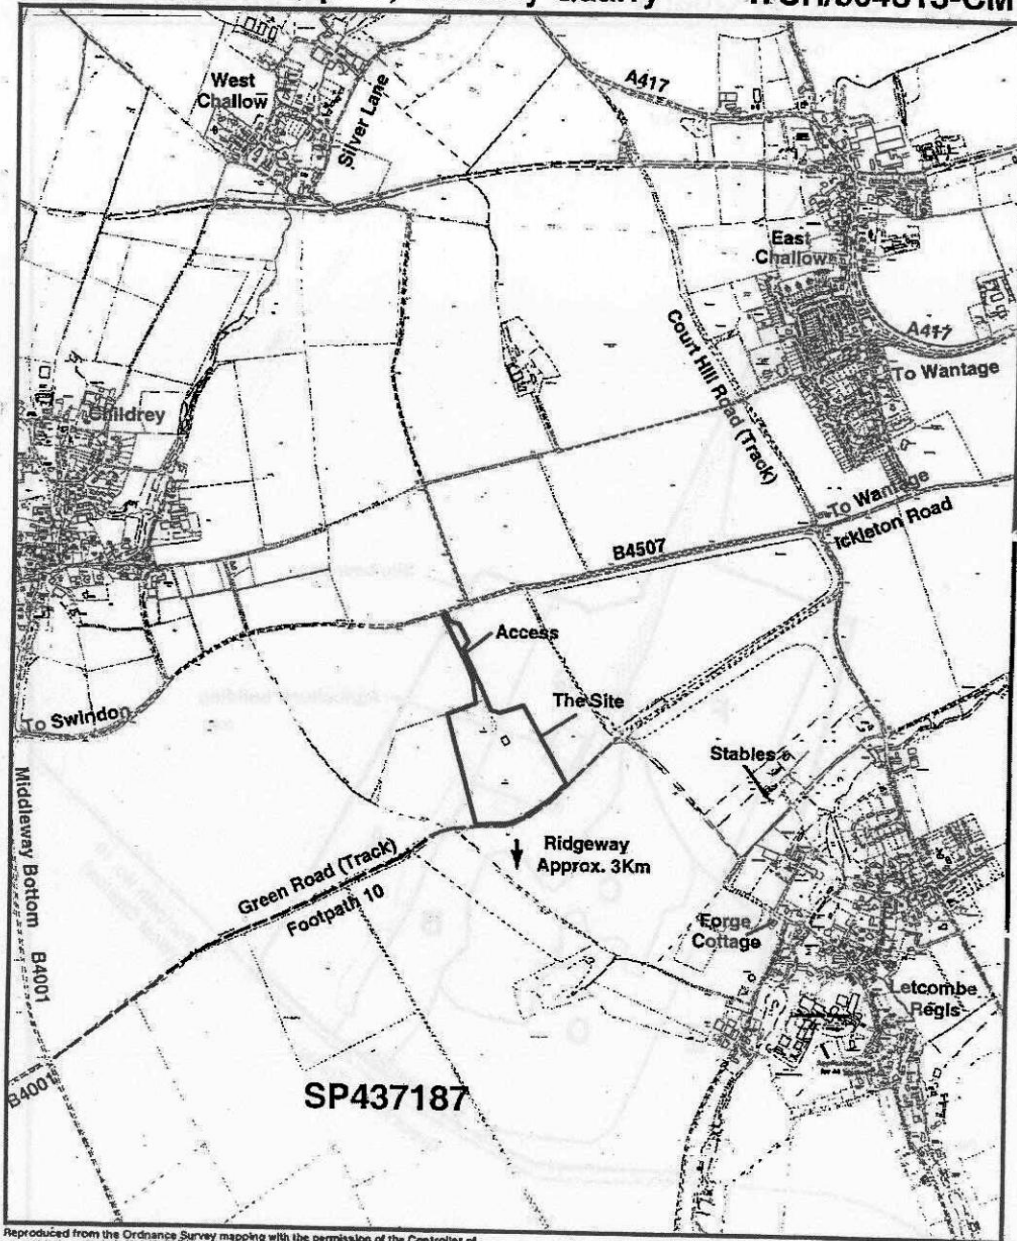 A417
West
Challow
Silver Lane
East
Challow
A417
To Wantage
Court Hill Road (Track)
Childrey
To Wantage
Ickleton Road
B4507
Access
The Site
To Swindon
Stables
Middleway Bottom B4001
Ridgeway
Approx. 3Km
Green Road (Track)
Footpath 10
Forge
Cottage
Letcombe
Regis
B4001
SP437187
Reproduced from the Ordnance Survey mapping with the permission of the Controller of